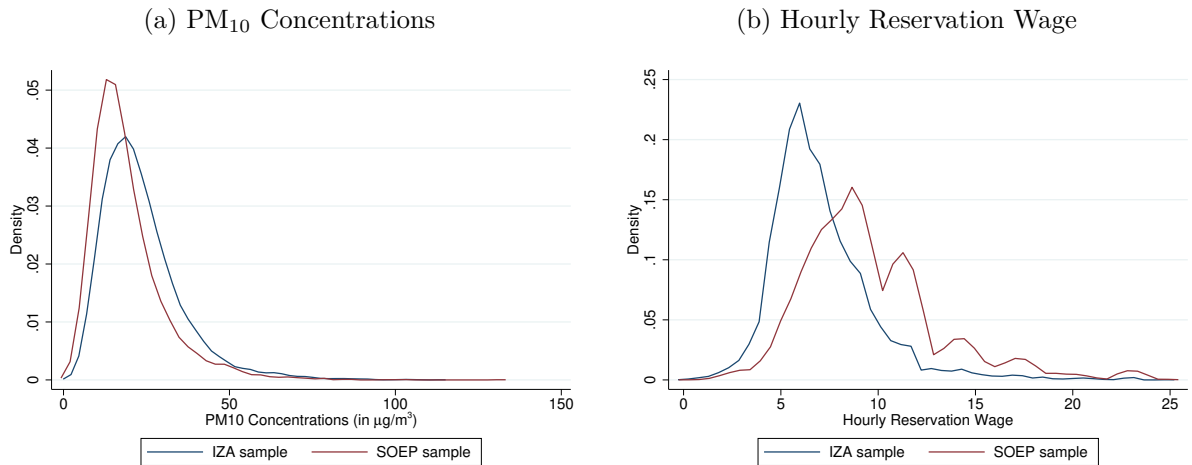 (a) PM₁₀ Concentrations
.05
.04
.03
.02
.01
0
Density
0 50 100 150
PM10 Concentrations (in μg/m³)
IZA sample SOEP sample
(b) Hourly Reservation Wage
.25
.2
.15
.1
.05
0
Density
0 5 10 15 20 25
Hourly Reservation Wage
IZA sample SOEP sample